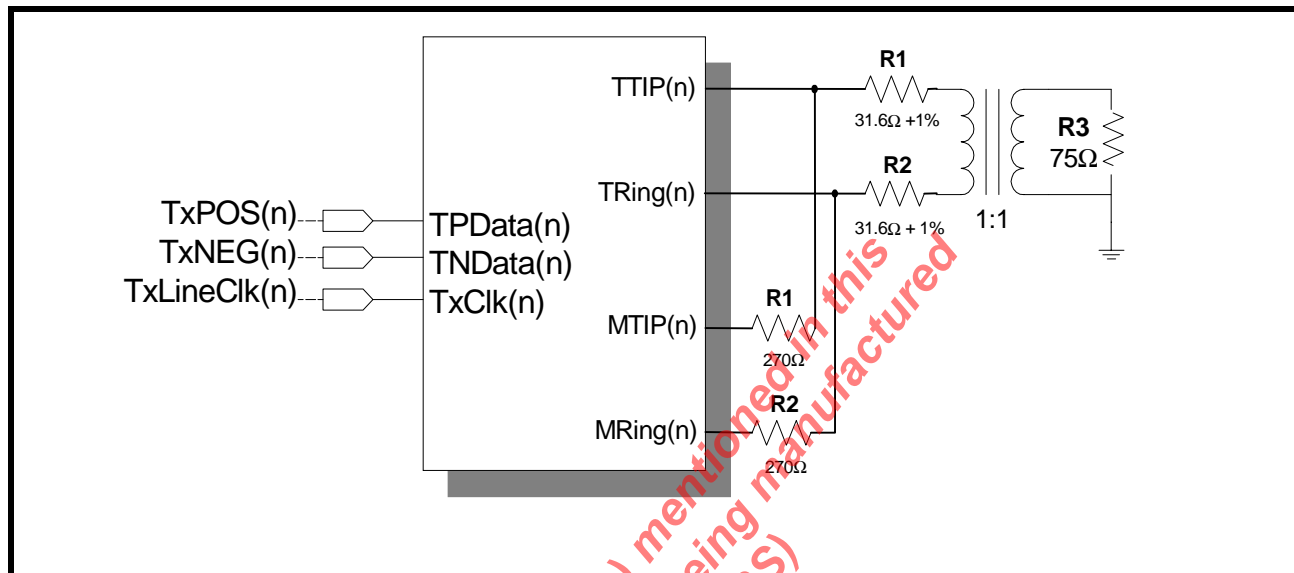 TTIP(n)
R1
31.6Ω +1%
R3
75Ω
TRing(n)
R2
31.6Ω + 1%
1:1
TxPOS(n)
TPData(n)
TxNEG(n)
TNData(n)
TxLineClk(n)
TxClk(n)
MTIP(n)
R1
270Ω
MRing(n)
R2
270Ω
mentioned in this
being manufactured